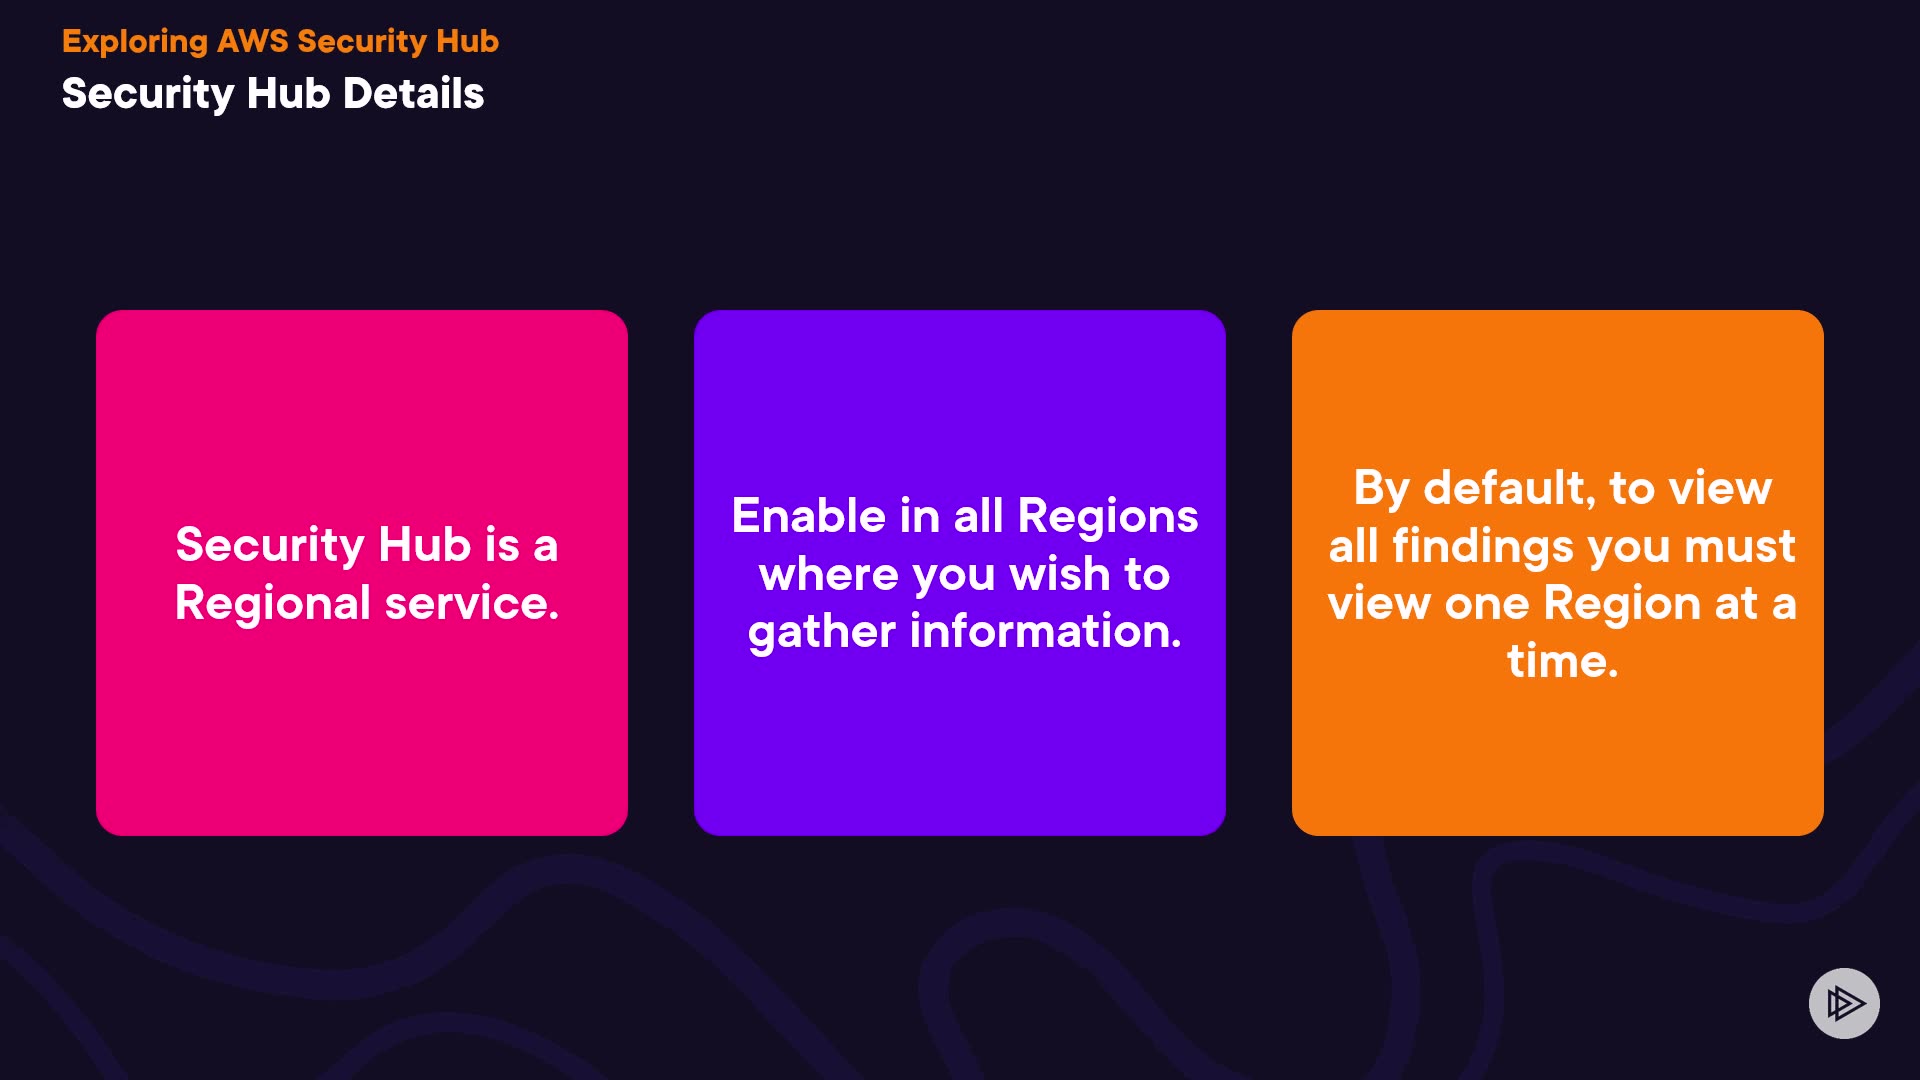 Exploring AWS Security Hub
Security Hub Details
Security Hub is a
Regional service.
Enable in all Regions
where you wish to
gather information.
By default, to view
all findings you must
view one Region at a
time.